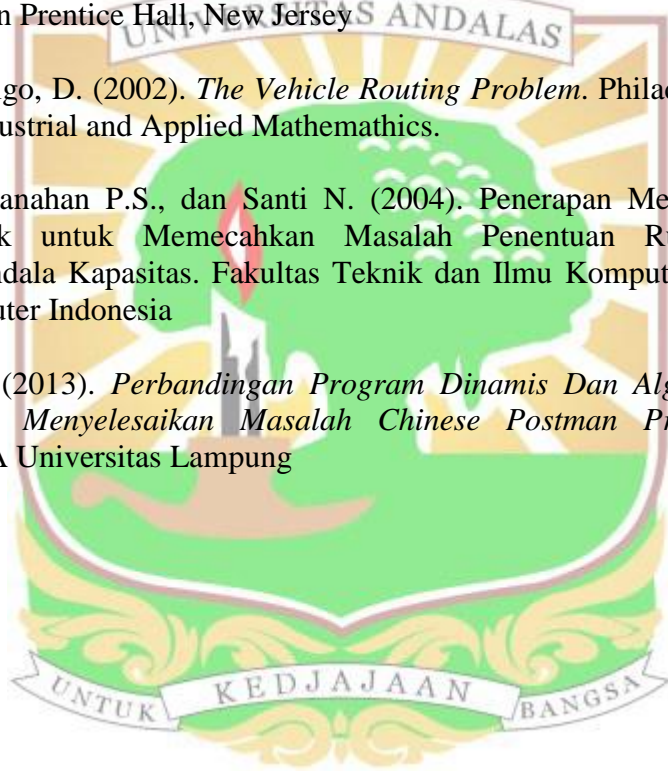 n Prentice Hall, New Jersey
UNIVERSITAS ANDALAS
go, D. (2002). The Vehicle Routing Problem. Philad
ustrial and Applied Mathemathics.
anahan P.S., dan Santi N. (2004). Penerapan Me
k untuk Memecahkan Masalah Penentuan Ru
ndala Kapasitas. Fakultas Teknik dan Ilmu Komput
uter Indonesia
(2013). Perbandingan Program Dinamis Dan Alg
Menyelesaikan Masalah Chinese Postman Pr
A Universitas Lampung
UNTUK KEDJAJAAN BANGSA